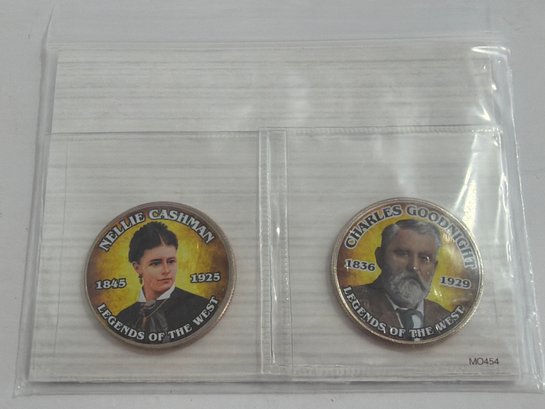 NELLIE CASHMAN
1845 1925
LEGENDS OF THE WEST
CHARLES GOODNIGHT
1836 1929
LEGENDS OF THE WEST
MO454